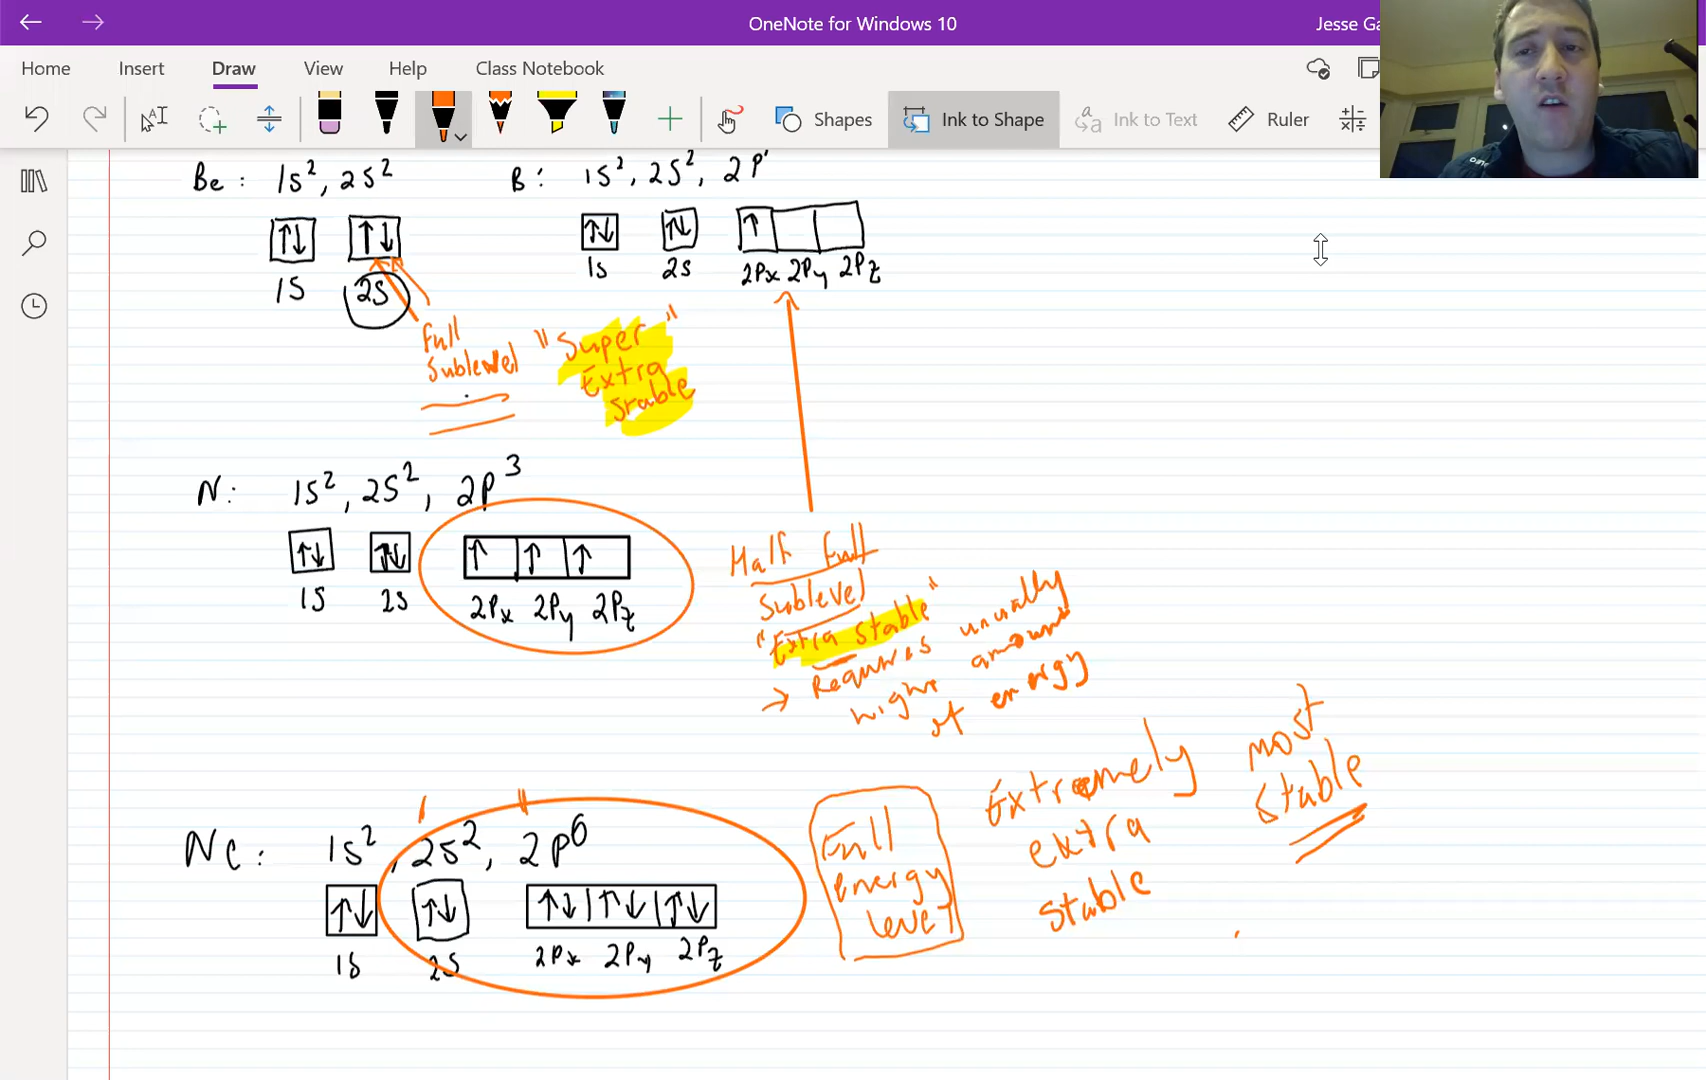 OneNote for Windows 10
Jesse Ga
Home Insert Draw View Help Class Notebook
Shapes
Ink to Shape
Ink to Text
Ruler
Be: 1s², 2s²
B: 1s², 2s², 2p¹
1s 2s
1s 2s 2px 2py 2pz
Full
Sublevel
"Super"
Extra
Stable
N: 1s², 2s², 2p³
1s 2s 2px 2py 2pz
Half full
Sublevel
"Extra stable"
→ Requires unusually
high amount
of energy
Ne: 1s², 2s², 2p⁶
1s 2s 2px 2py 2pz
Full
energy
level
Extremely
extra
stable
most
stable